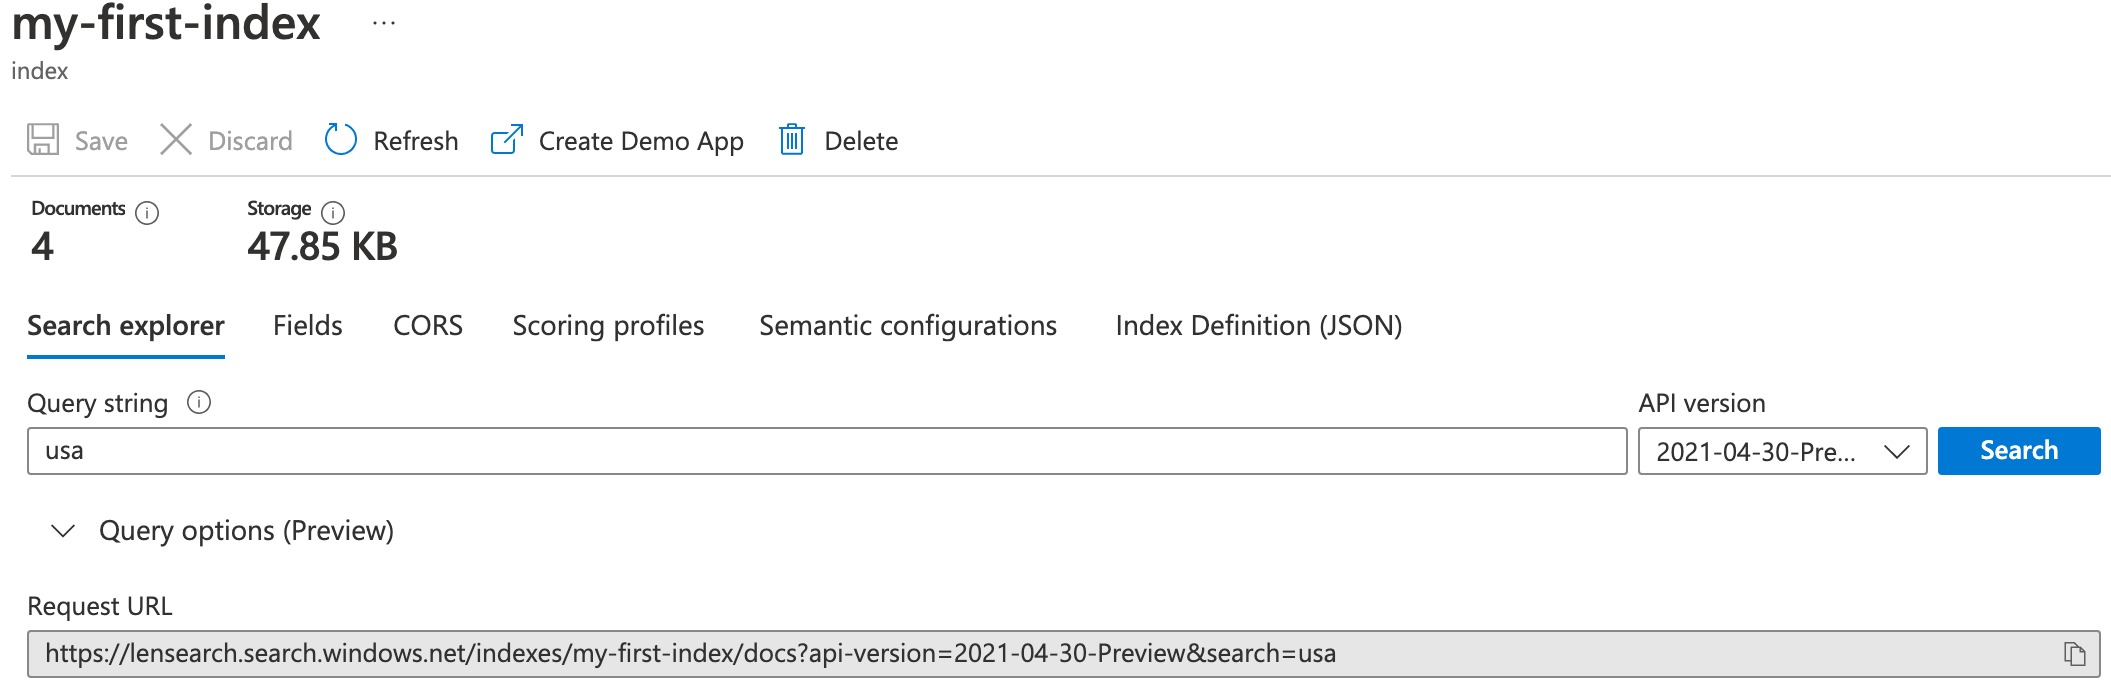 my-first-index ...
index
Save Discard Refresh Create Demo App Delete
Documents Storage
4 47.85 KB
Search explorer Fields CORS Scoring profiles Semantic configurations Index Definition (JSON)
Query string API version
usa 2021-04-30-Pre... Search
Query options (Preview)
Request URL
https://lensearch.search.windows.net/indexes/my-first-index/docs?api-version=2021-04-30-Preview&search=usa